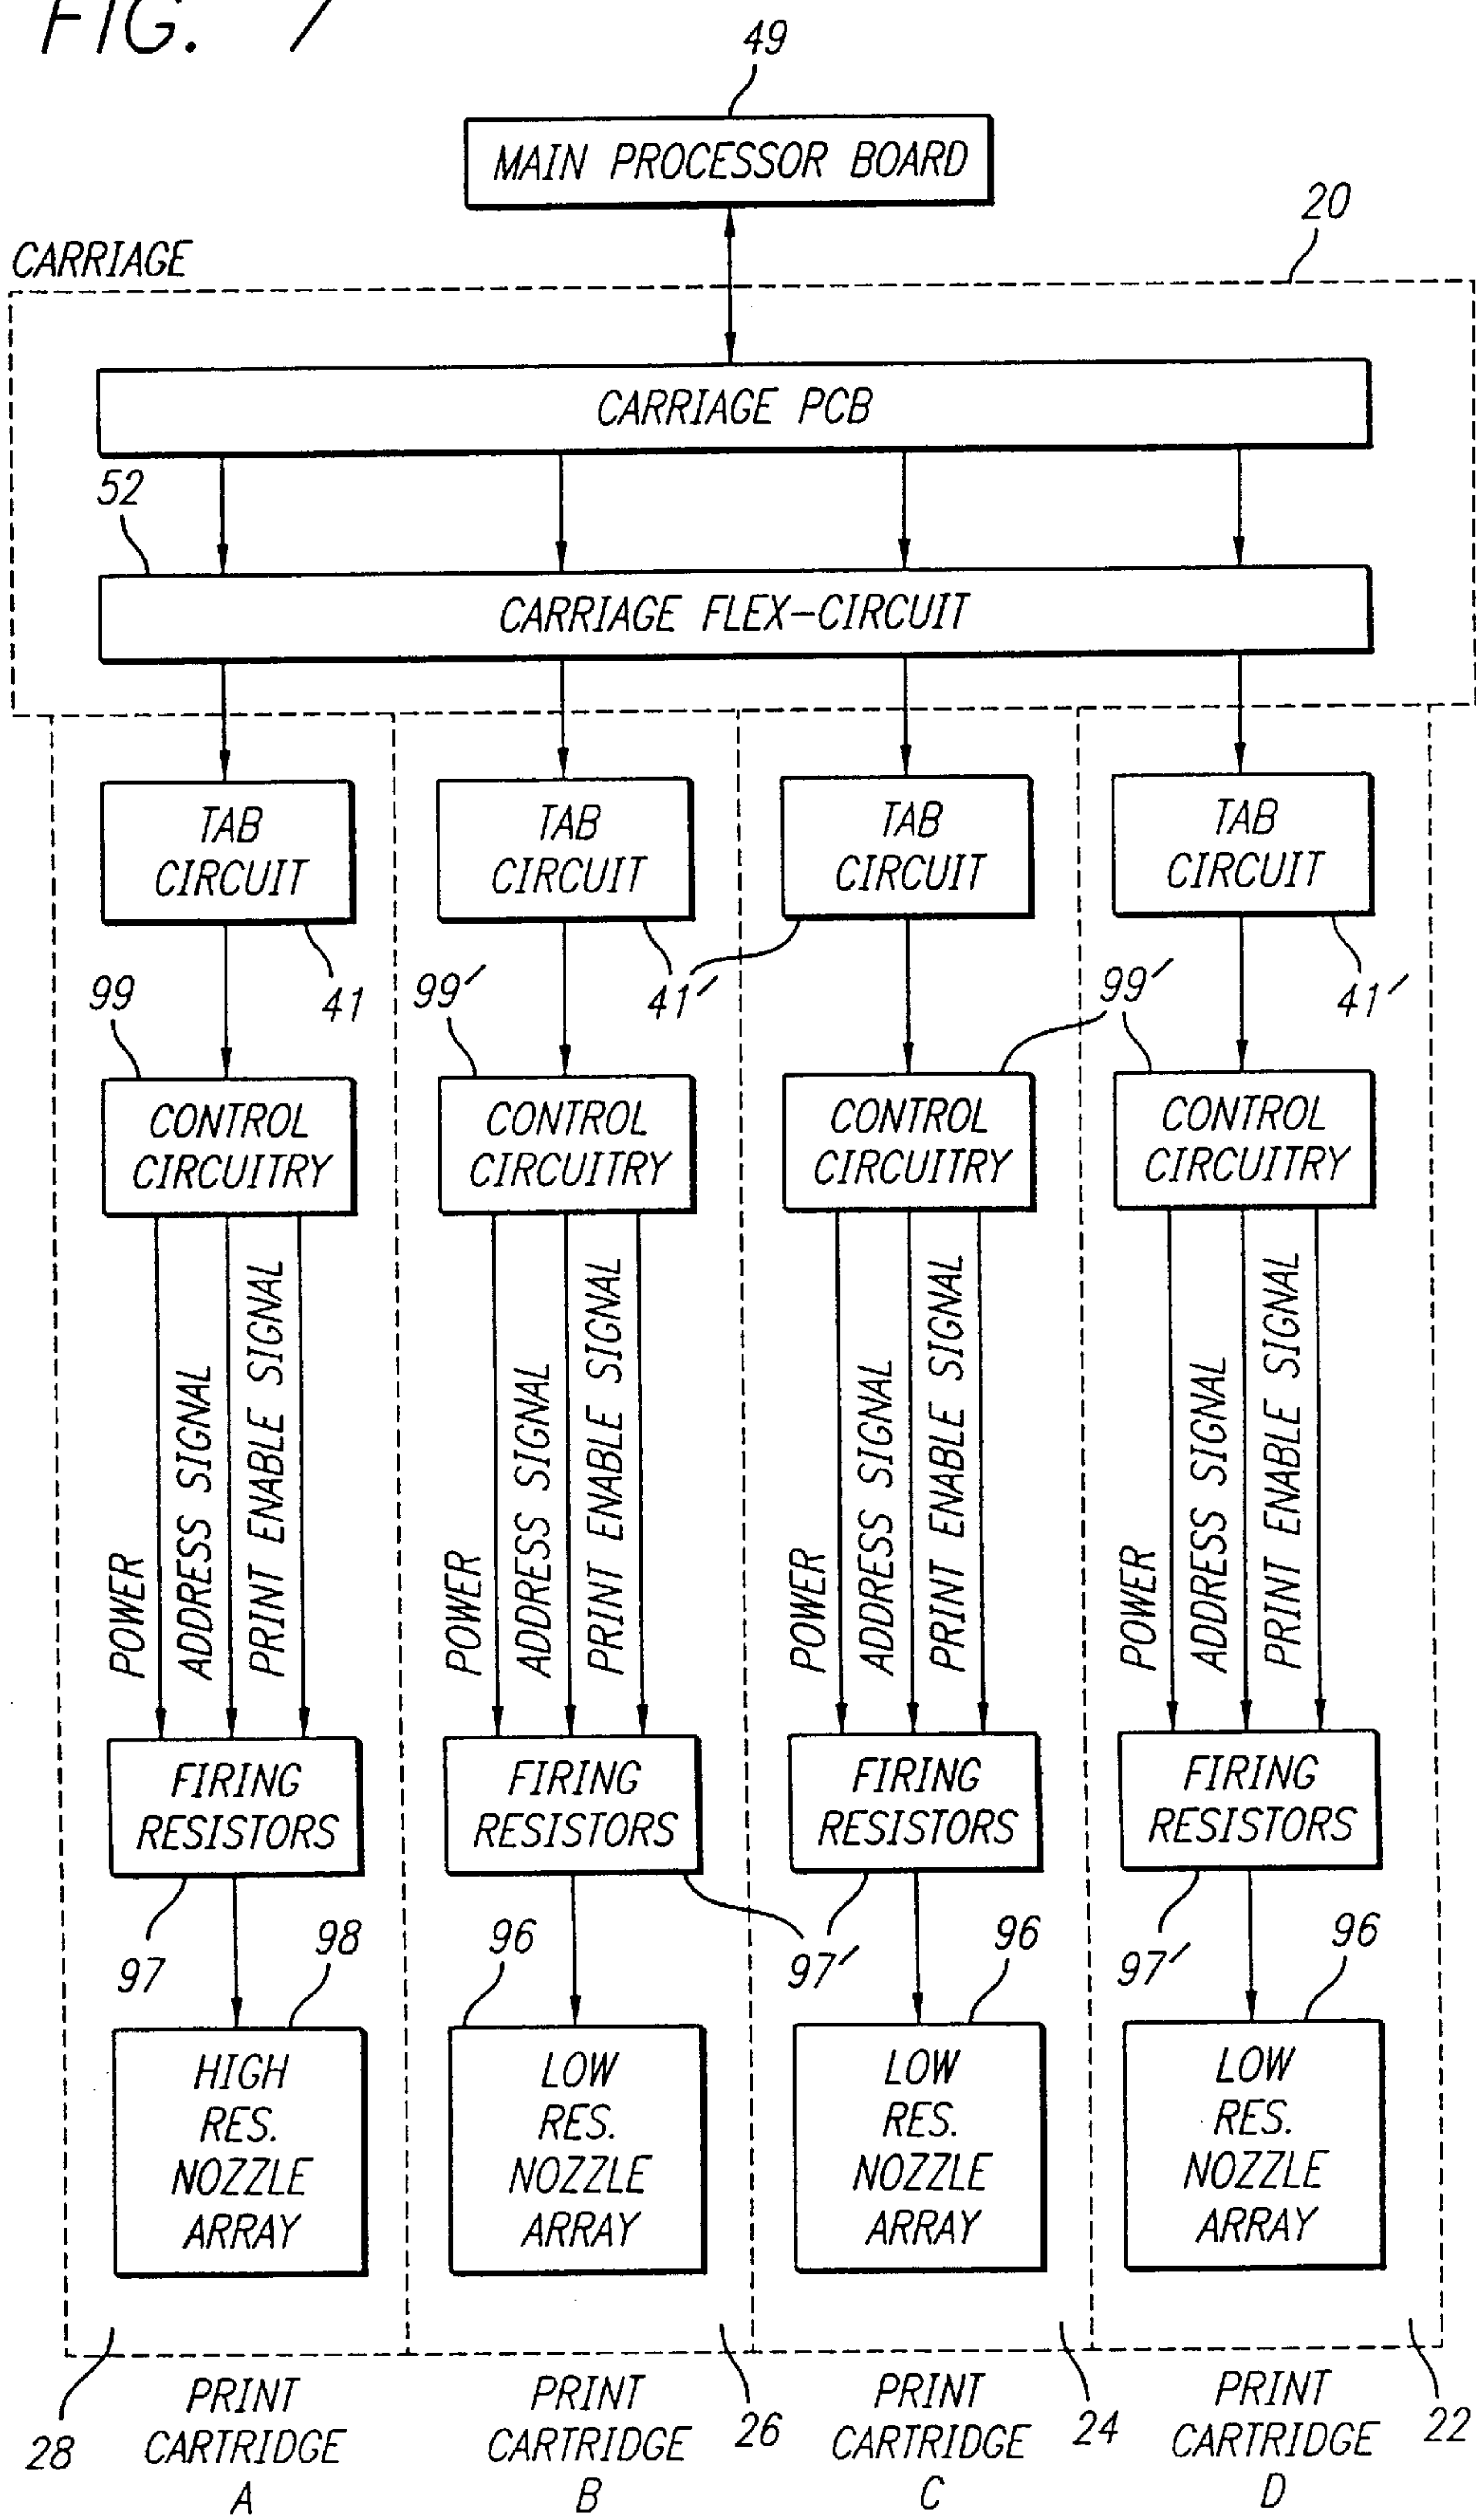 FIG. 7
49
MAIN PROCESSOR BOARD
20
CARRIAGE
CARRIAGE PCB
52
CARRIAGE FLEX-CIRCUIT
TAB
CIRCUIT
TAB
CIRCUIT
TAB
CIRCUIT
TAB
CIRCUIT
99
41
99'
41'
99'
41'
CONTROL
CIRCUITRY
CONTROL
CIRCUITRY
CONTROL
CIRCUITRY
CONTROL
CIRCUITRY
POWER
ADDRESS SIGNAL
PRINT ENABLE SIGNAL
POWER
ADDRESS SIGNAL
PRINT ENABLE SIGNAL
POWER
ADDRESS SIGNAL
PRINT ENABLE SIGNAL
POWER
ADDRESS SIGNAL
PRINT ENABLE SIGNAL
FIRING
RESISTORS
FIRING
RESISTORS
FIRING
RESISTORS
FIRING
RESISTORS
97
98
96
97'
96
97'
96
HIGH
RES.
NOZZLE
ARRAY
LOW
RES.
NOZZLE
ARRAY
LOW
RES.
NOZZLE
ARRAY
LOW
RES.
NOZZLE
ARRAY
28
PRINT
CARTRIDGE
A
PRINT
CARTRIDGE
B
26
PRINT
CARTRIDGE
C
24
PRINT
CARTRIDGE
D
22